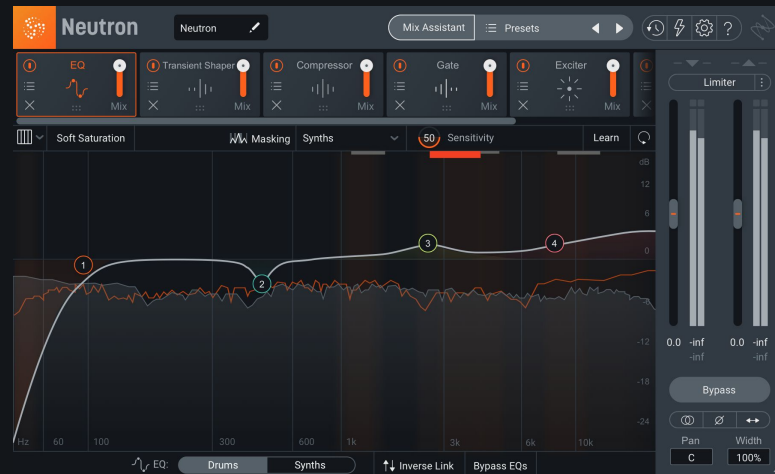 Neutron Neutron Mix Assistant Presets ?
EQ Transient Shaper Compressor Gate Exciter
Mix Mix Mix Mix Mix
Limiter
Soft Saturation Masking Synths 50 Sensitivity Learn
dB
12
6
0
1 2 3 4
-6
-12
-18
-24
Hz 60 100 300 600 1k 3k 6k 10k
0.0 -inf 0.0 -inf
-inf -inf
Bypass
Pan Width
C 100%
EQ: Drums Synths Inverse Link Bypass EQs